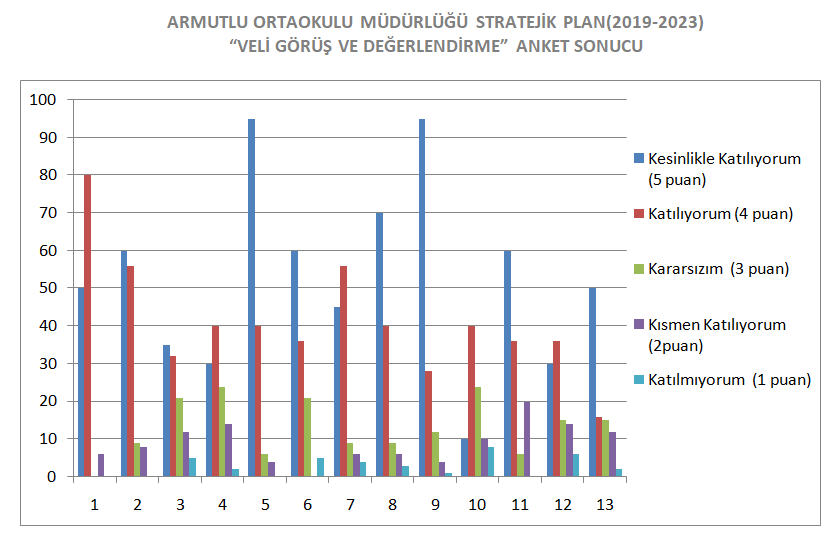 ARMUTLU ORTAOKULU MÜDÜRLÜĞÜ STRATEJİK PLAN(2019-2023)
“VELİ GÖRÜŞ VE DEĞERLENDİRME” ANKET SONUCU
100
90
80
70
60
50
40
30
20
10
0
1 2 3 4 5 6 7 8 9 10 11 12 13
Kesinlikle Katılıyorum
(5 puan)
Katılıyorum (4 puan)
Kararsızım (3 puan)
Kısmen Katılıyorum
(2puan)
Katılmıyorum (1 puan)